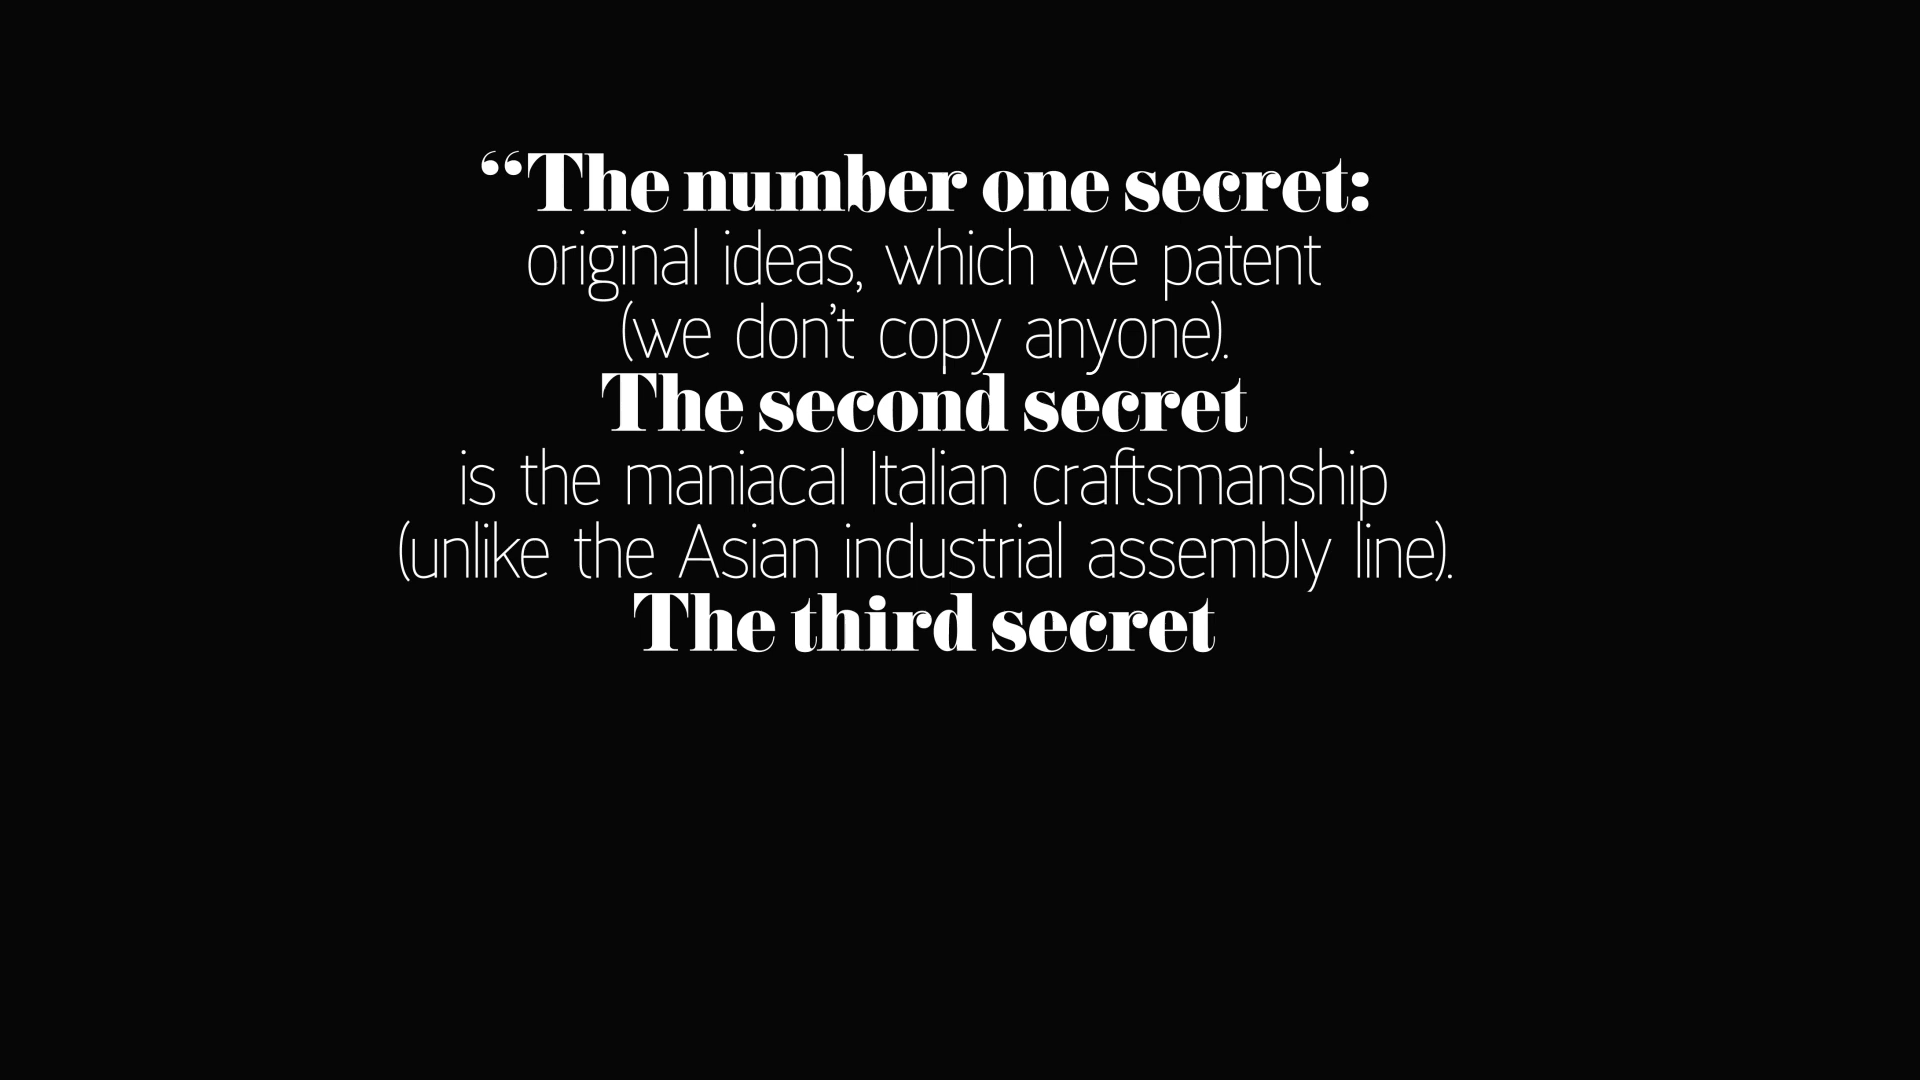 “The number one secret:
original ideas, which we patent
(we don’t copy anyone).
The second secret
is the maniacal Italian craftsmanship
(unlike the Asian industrial assembly line).
The third secret